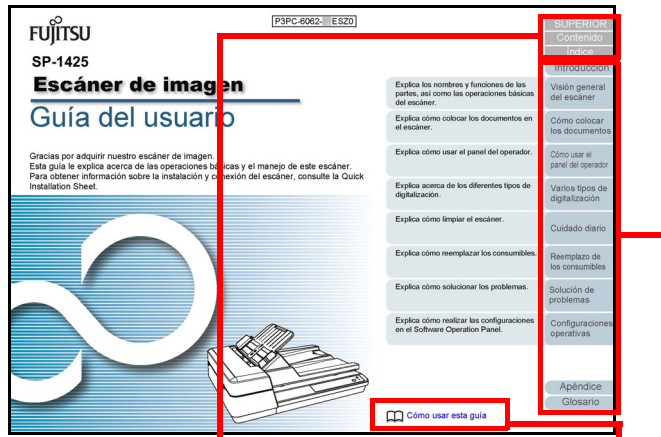 FUJITSU
P3PC-6062- ESZ0
SP-1425
Escáner de imagen
Guía del usuario
Gracias por adquirir nuestro escáner de imagen.
Esta guía le explica acerca de las operaciones básicas y el manejo de este escáner.
Para obtener información sobre la instalación y conexión del escáner, consulte la Quick
Installation Sheet.
Explica los nombres y funciones de las
partes, así como las operaciones básicas
del escáner.
Explica cómo colocar los documentos en
el escáner.
Explica cómo usar el panel del operador.
Explica acerca de los diferentes tipos de
digitalización.
Explica cómo limpiar el escáner.
Explica cómo reemplazar los consumibles.
Explica cómo solucionar los problemas.
Explica cómo realizar las configuraciones
en el Software Operation Panel.
SUPERIOR
Contenido
Índice
Introducción
Visión general
del escáner
Cómo colocar
los documentos
Cómo usar el
panel del operador
Varios tipos de
digitalización
Cuidado diario
Reemplazo de
los consumibles
Solución de
problemas
Configuraciones
operativas
Apéndice
Glosario
Cómo usar esta guía